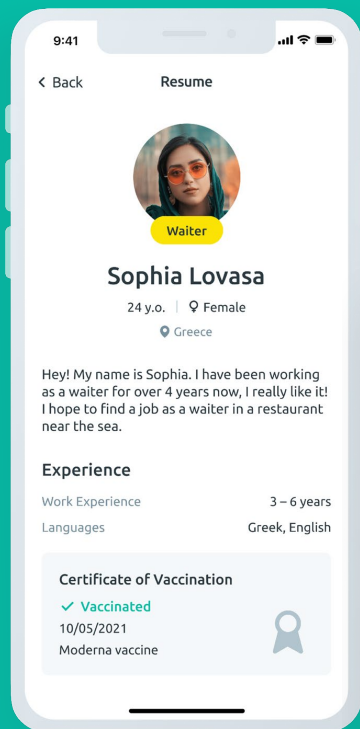 9:41
Back
Resume
Waiter
Sophia Lovasa
24 y.o. Female
Greece
Hey! My name is Sophia. I have been working
as a waiter for over 4 years now, I really like it!
I hope to find a job as a waiter in a restaurant
near the sea.
Experience
Work Experience 3 – 6 years
Languages Greek, English
Certificate of Vaccination
Vaccinated
10/05/2021
Moderna vaccine